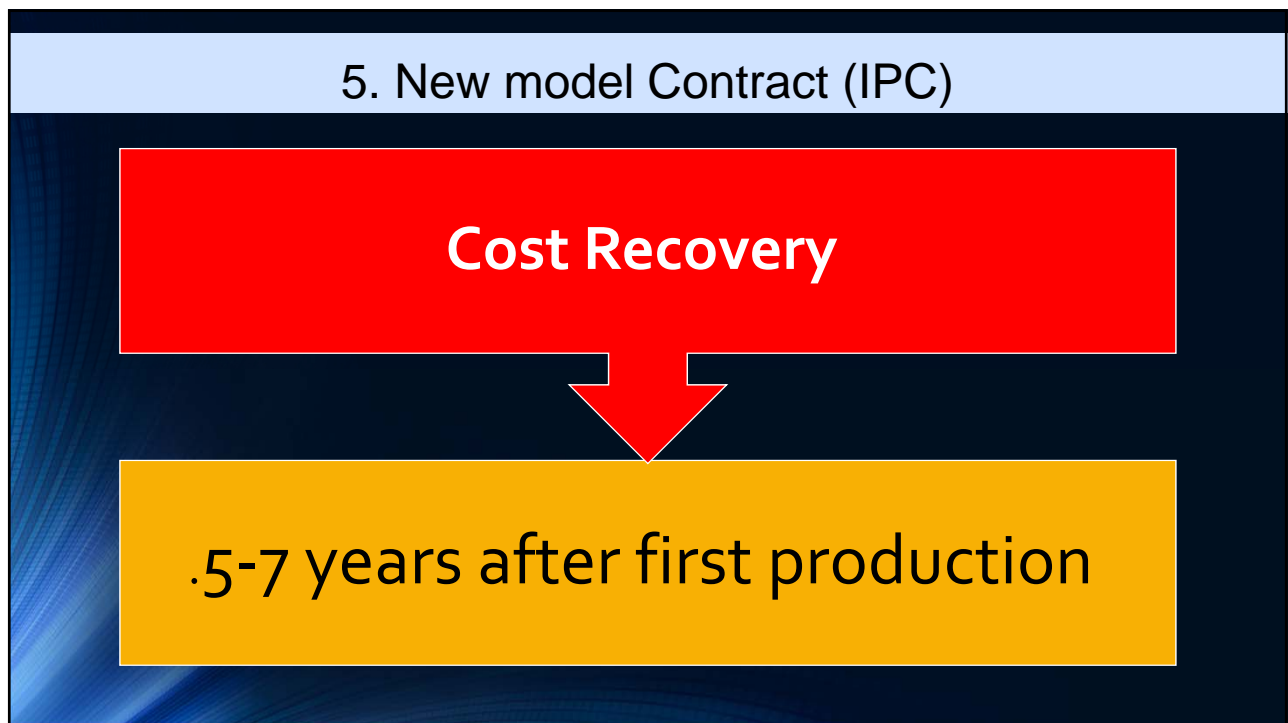 5. New model Contract (IPC)
Cost Recovery
.5-7 years after first production